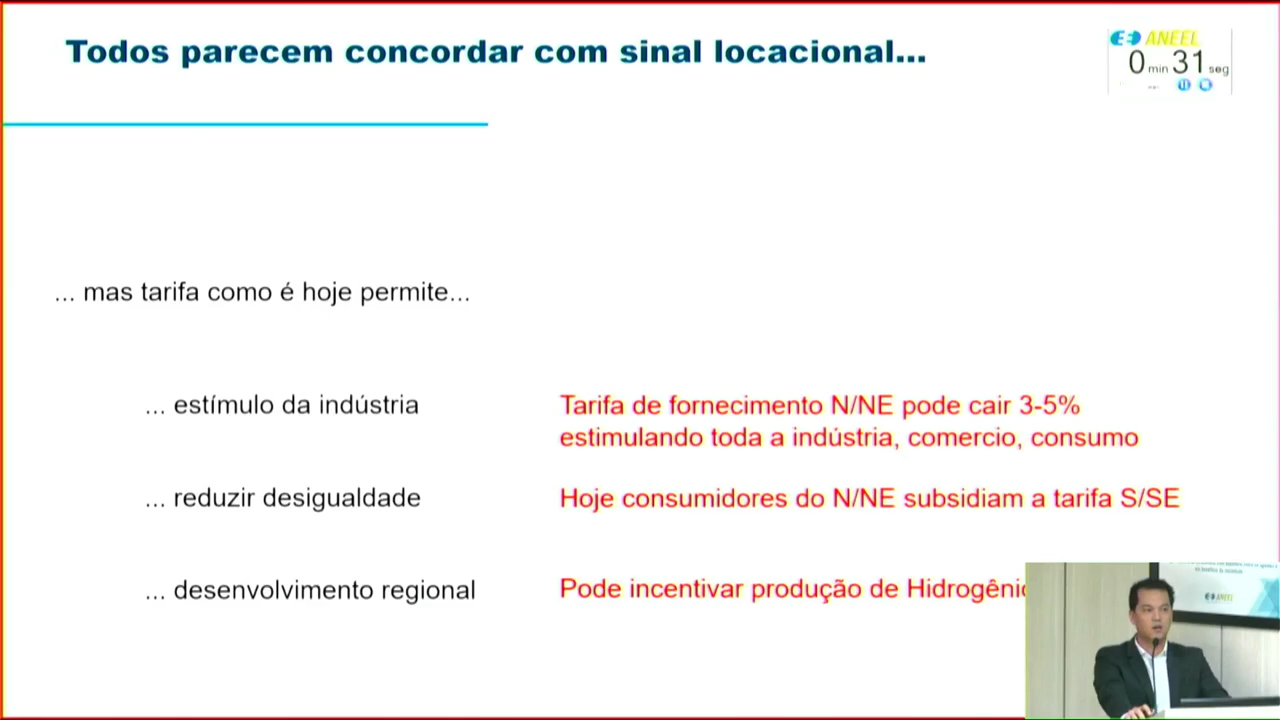 Todos parecem concordar com sinal locacional...
ANEEL
0 min 31 seg
... mas tarifa como é hoje permite...
... estímulo da indústria
Tarifa de fornecimento N/NE pode cair 3-5%
estimulando toda a indústria, comercio, consumo
... reduzir desigualdade
Hoje consumidores do N/NE subsidiam a tarifa S/SE
... desenvolvimento regional
Pode incentivar produção de
ANEEL